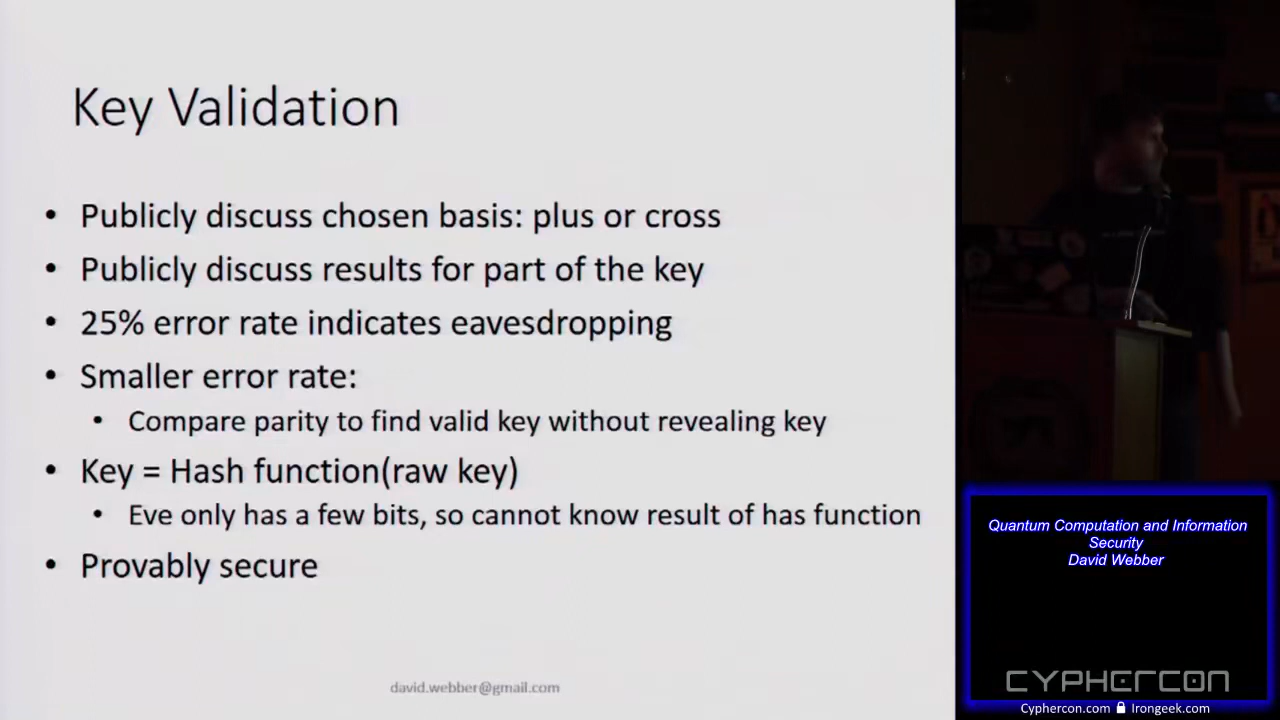 Key Validation
• Publicly discuss chosen basis: plus or cross
• Publicly discuss results for part of the key
• 25% error rate indicates eavesdropping
• Smaller error rate:
• Compare parity to find valid key without revealing key
• Key = Hash function(raw key)
• Eve only has a few bits, so cannot know result of has function
• Provably secure
david.webber@gmail.com
Quantum Computation and Information
Security
David Webber
CYPHERCON
Cyphercon.com Irongeek.com